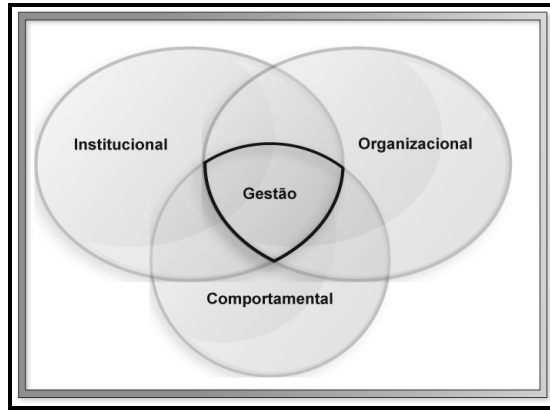 Institucional
Organizacional
Gestão
Comportamental